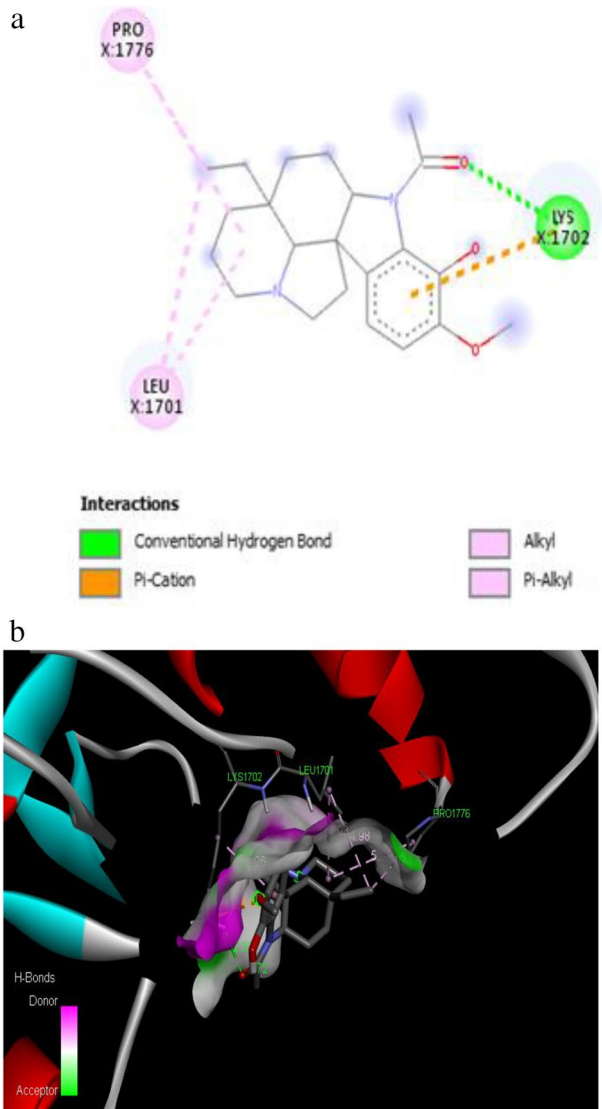 a
PRO
X:1776
O
N
LYS
X:1702
O
N
O
LEU
X:1701
Interactions
Conventional Hydrogen Bond
Alkyl
Pi-Cation
Pi-Alkyl
b
LYS1702
LEU1701
PRO1776
H-Bonds
Donor
Acceptor